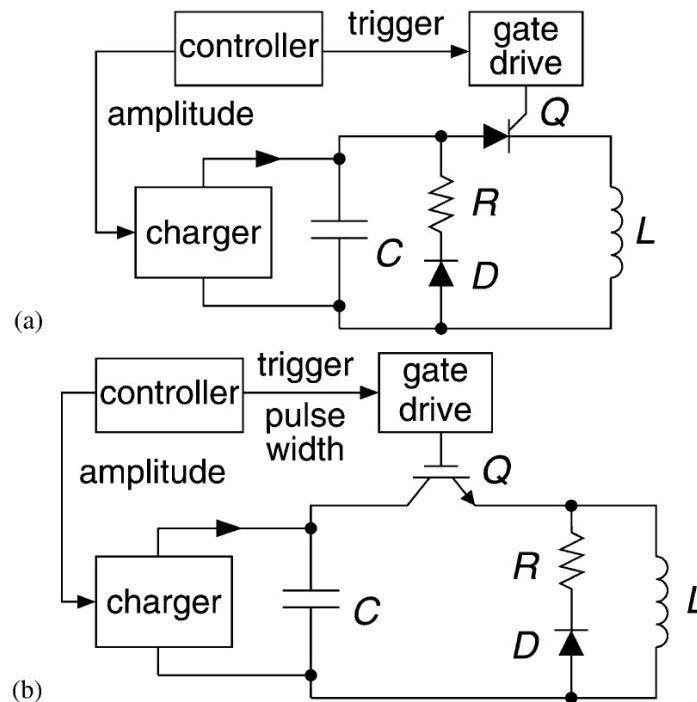 controller
trigger
gate
drive
amplitude
Q
charger
C
R
D
L
(a)
controller
trigger
pulse
width
gate
drive
amplitude
Q
charger
C
R
D
L
(b)